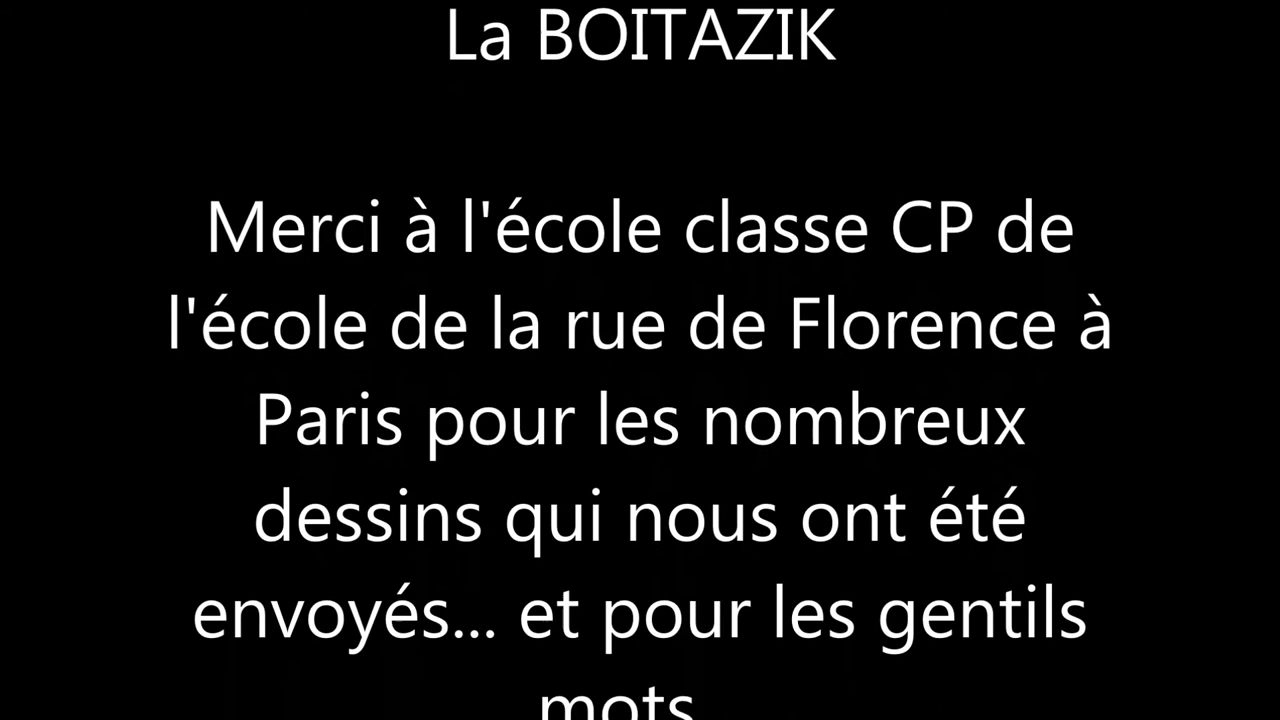 La BOITAZIK
Merci à l'école classe CP de
l'école de la rue de Florence à
Paris pour les nombreux
dessins qui nous ont été
envoyés... et pour les gentils
mots